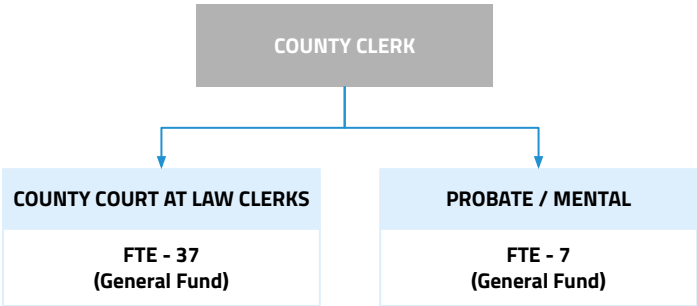 COUNTY CLERK
COUNTY COURT AT LAW CLERKS
FTE - 37
(General Fund)
PROBATE / MENTAL
FTE - 7
(General Fund)